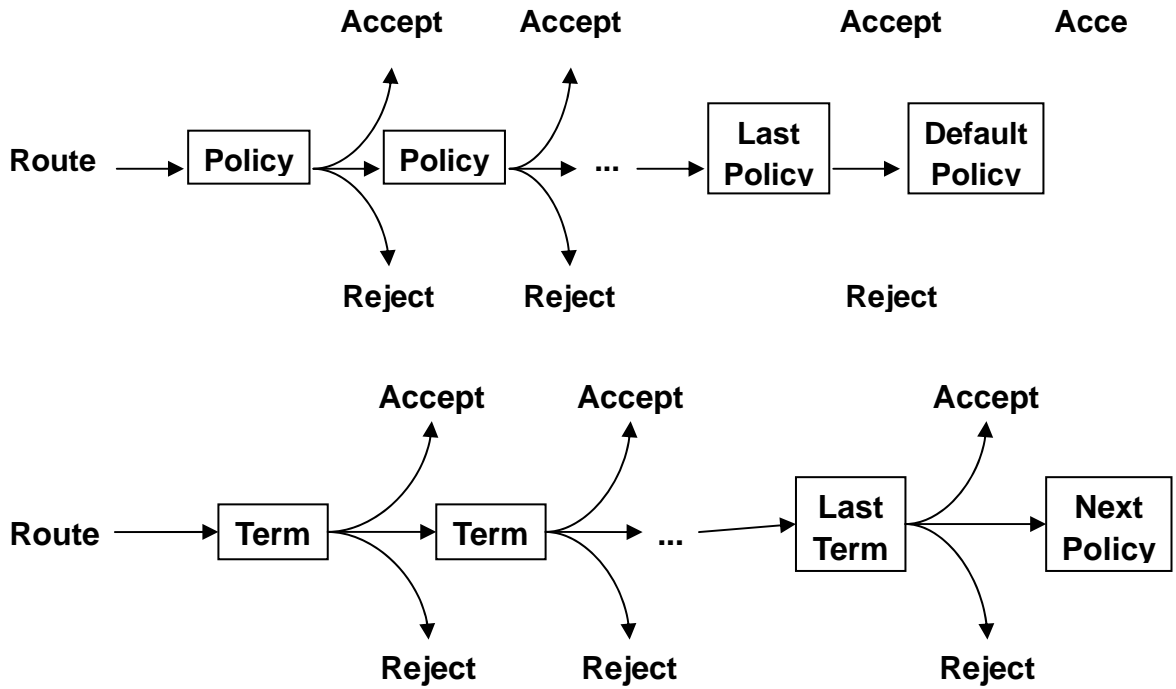 Accept Accept Accept Acce
Route Policy Policy ... Last Policy Default Policy
Reject Reject Reject
Accept Accept Accept
Route Term Term ... Last Term Next Policy
Reject Reject Reject